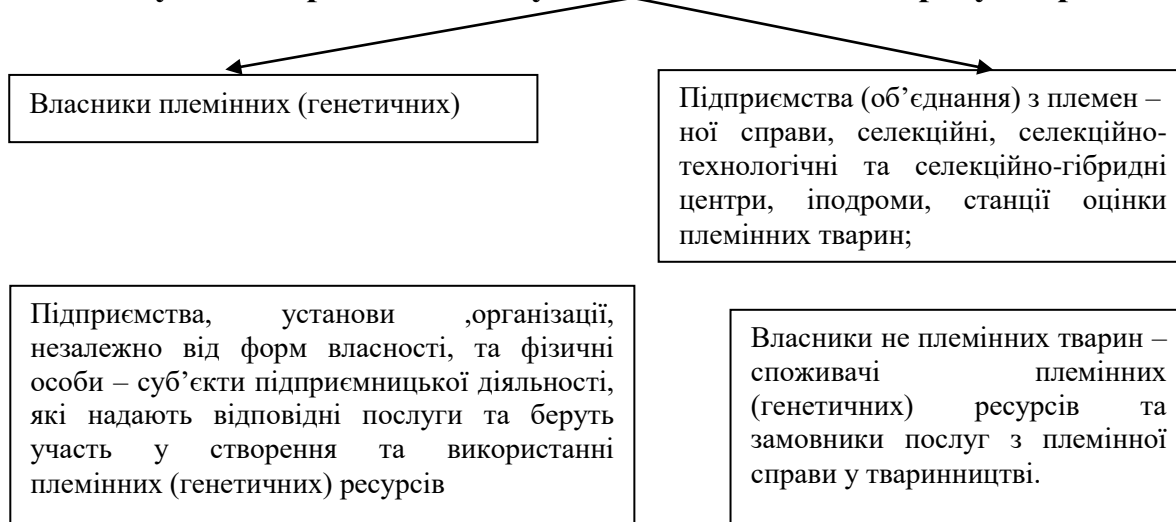 Власники племінних (генетичних)
Підприємства (об’єднання) з племен –
ної справи, селекційні, селекційно-
технологічні та селекційно-гібридні
центри, іподроми, станції оцінки
племінних тварин;
Підприємства, установи ,організації,
незалежно від форм власності, та фізичні
особи – суб’єкти підприємницької діяльності,
які надають відповідні послуги та беруть
участь у створення та використанні
племінних (генетичних) ресурсів
Власники не племінних тварин –
споживачі племінних
(генетичних) ресурсів та
замовники послуг з племінної
справи у тваринництві.